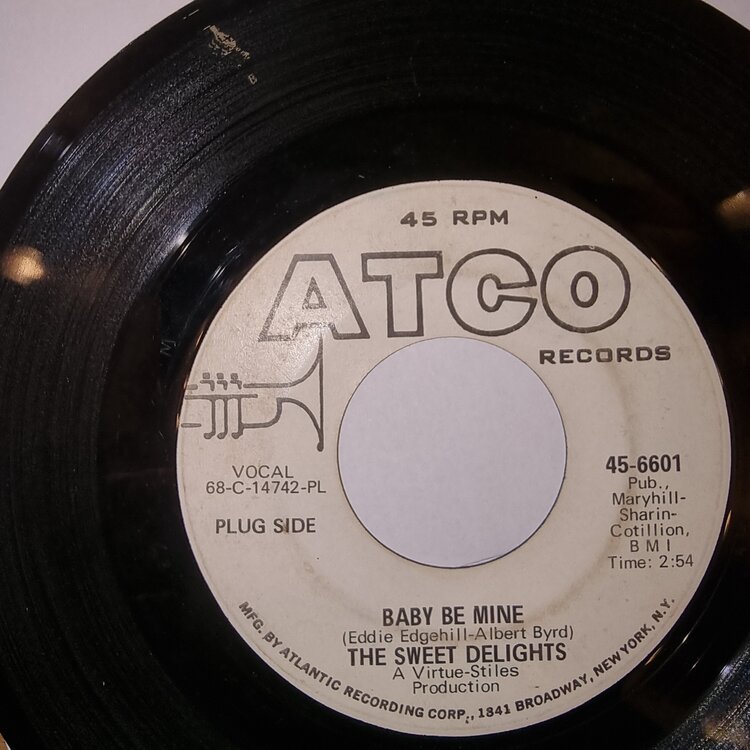 45 RPM
ATCO
RECORDS
VOCAL
68-C-14742-PL
PLUG SIDE
45-6601
Pub.,
Maryhill-
Sharin-
Cotillion,
BMI
Time: 2:54
BABY BE MINE
(Eddie Edgehill-Albert Byrd)
THE SWEET DELIGHTS
A Virtue-Stiles
Production
MFG. BY ATLANTIC RECORDING CORP., 1841 BROADWAY, NEW YORK, N.Y.